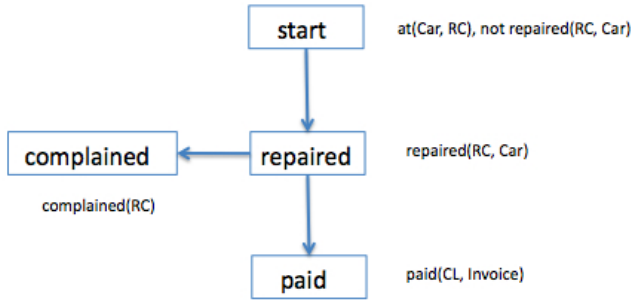 start at(Car, RC), not repaired(RC, Car)
complained repaired repaired(RC, Car)
complained(RC)
paid paid(CL, Invoice)